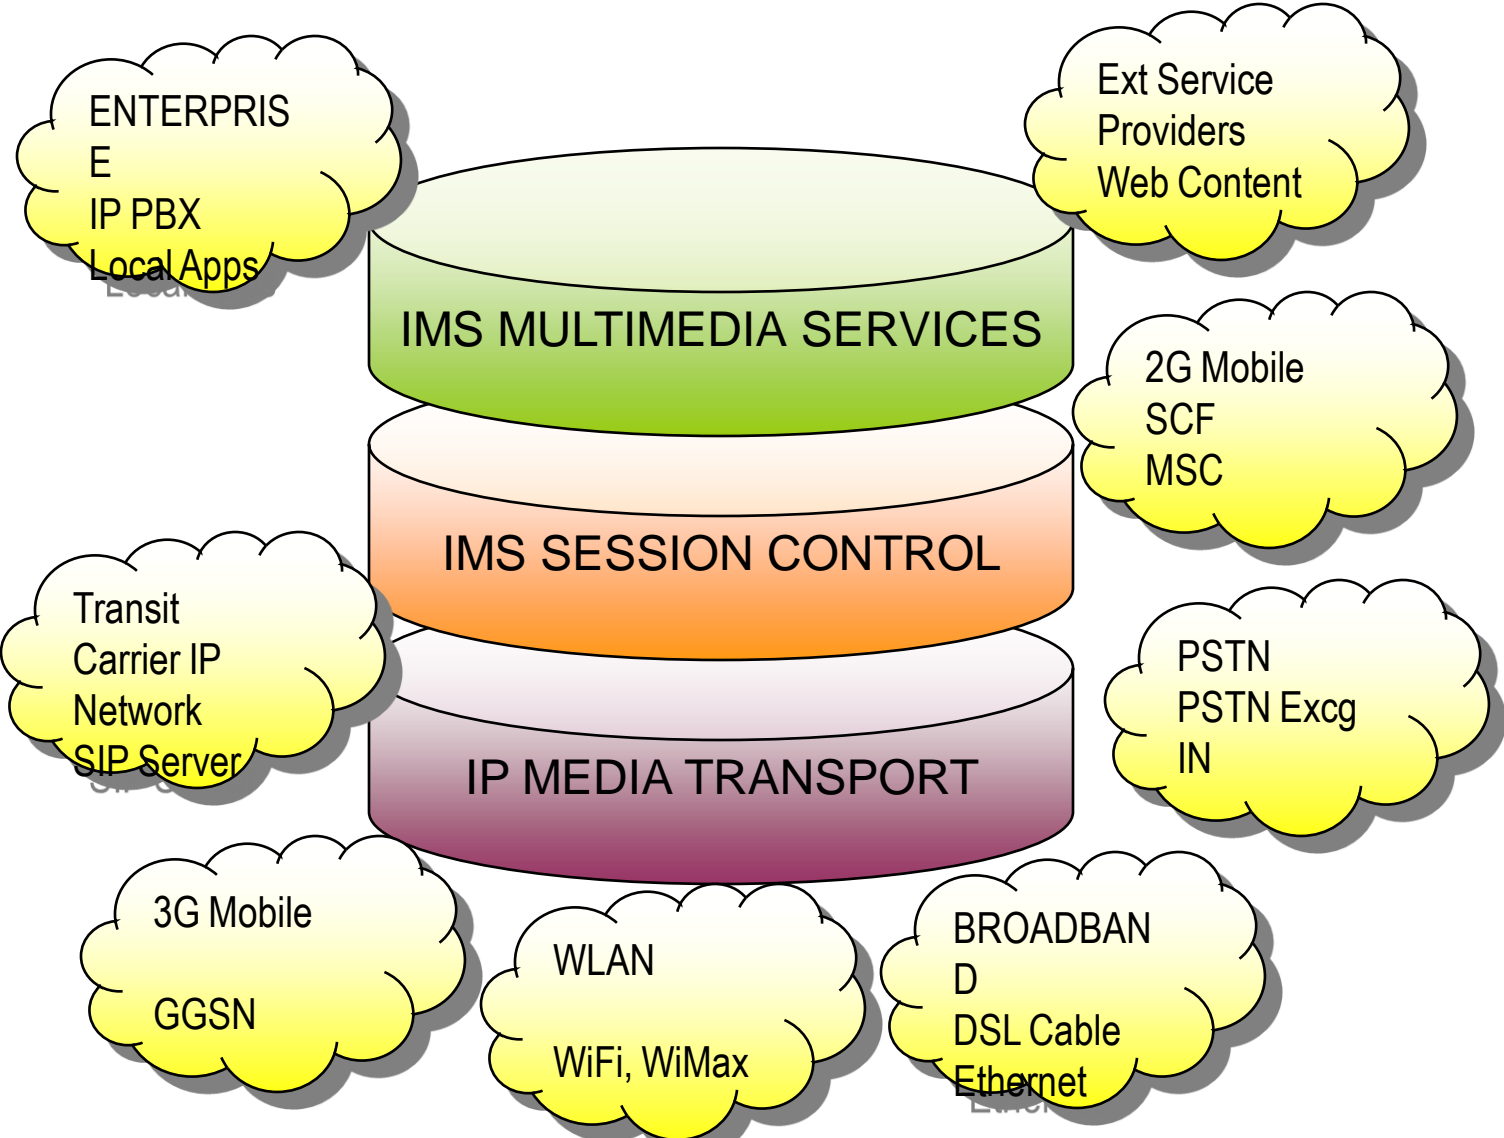 ENTERPRIS
E
IP PBX
Local Apps
Ext Service
Providers
Web Content
IMS MULTIMEDIA SERVICES
2G Mobile
SCF
MSC
IMS SESSION CONTROL
Transit
Carrier IP
Network
SIP Server
PSTN
PSTN Excg
IN
IP MEDIA TRANSPORT
3G Mobile
GGSN
WLAN
WiFi, WiMax
BROADBAN
D
DSL Cable
Ethernet